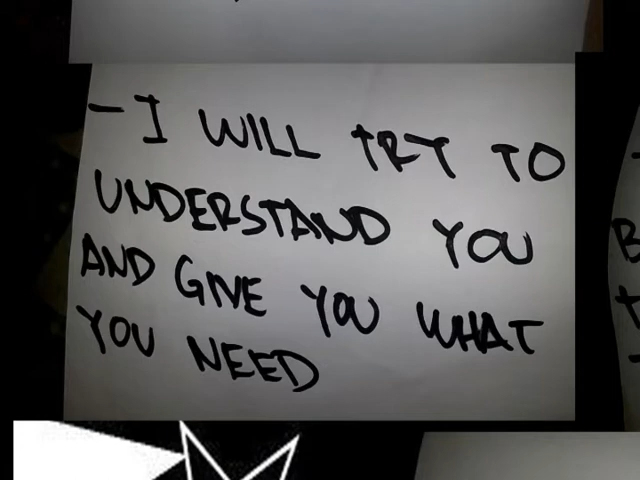 - I WILL TRY TO
UNDERSTAND YOU
AND GIVE YOU WHAT
YOU NEED